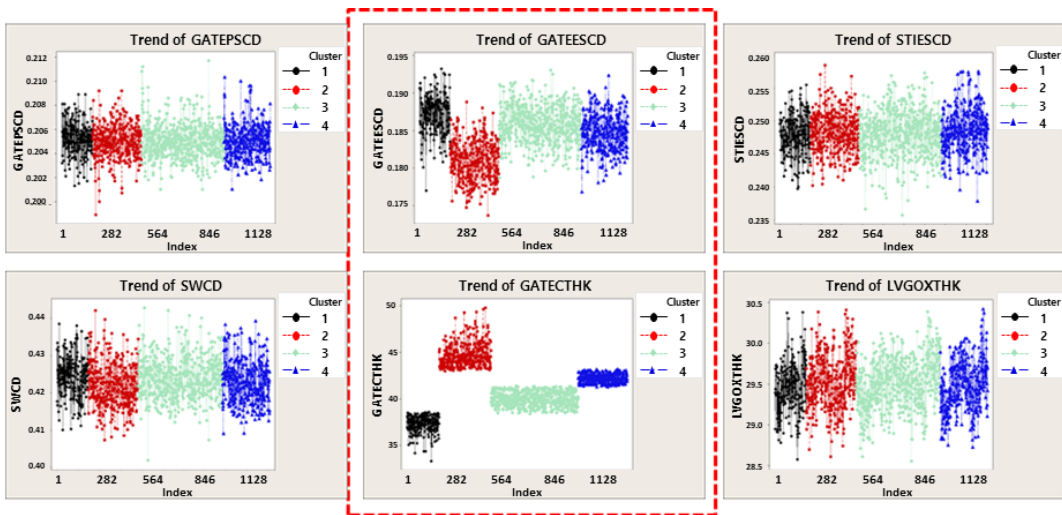 Trend of GATEPSCD
0.212
0.210
0.208
0.206
0.204
0.202
0.200
GATEPSCD
1 282 564 846 1128
Index
Cluster
1
2
3
4
Trend of GATEESCD
0.195
0.190
0.185
0.180
0.175
GATEESCD
1 282 564 846 1128
Index
Cluster
1
2
3
4
Trend of STIESCD
0.260
0.255
0.250
0.245
0.240
0.235
STIESCD
1 282 564 846 1128
Index
Cluster
1
2
3
4
Trend of SWCD
0.44
0.43
0.42
0.41
0.40
SWCD
1 282 564 846 1128
Index
Cluster
1
2
3
4
Trend of GATECTHK
50
45
40
35
GATECTHK
1 282 564 846 1128
Index
Cluster
1
2
3
4
Trend of LVGOXTHK
30.5
30.0
29.5
29.0
28.5
LVGOXTHK
1 282 564 846 1128
Index
Cluster
1
2
3
4